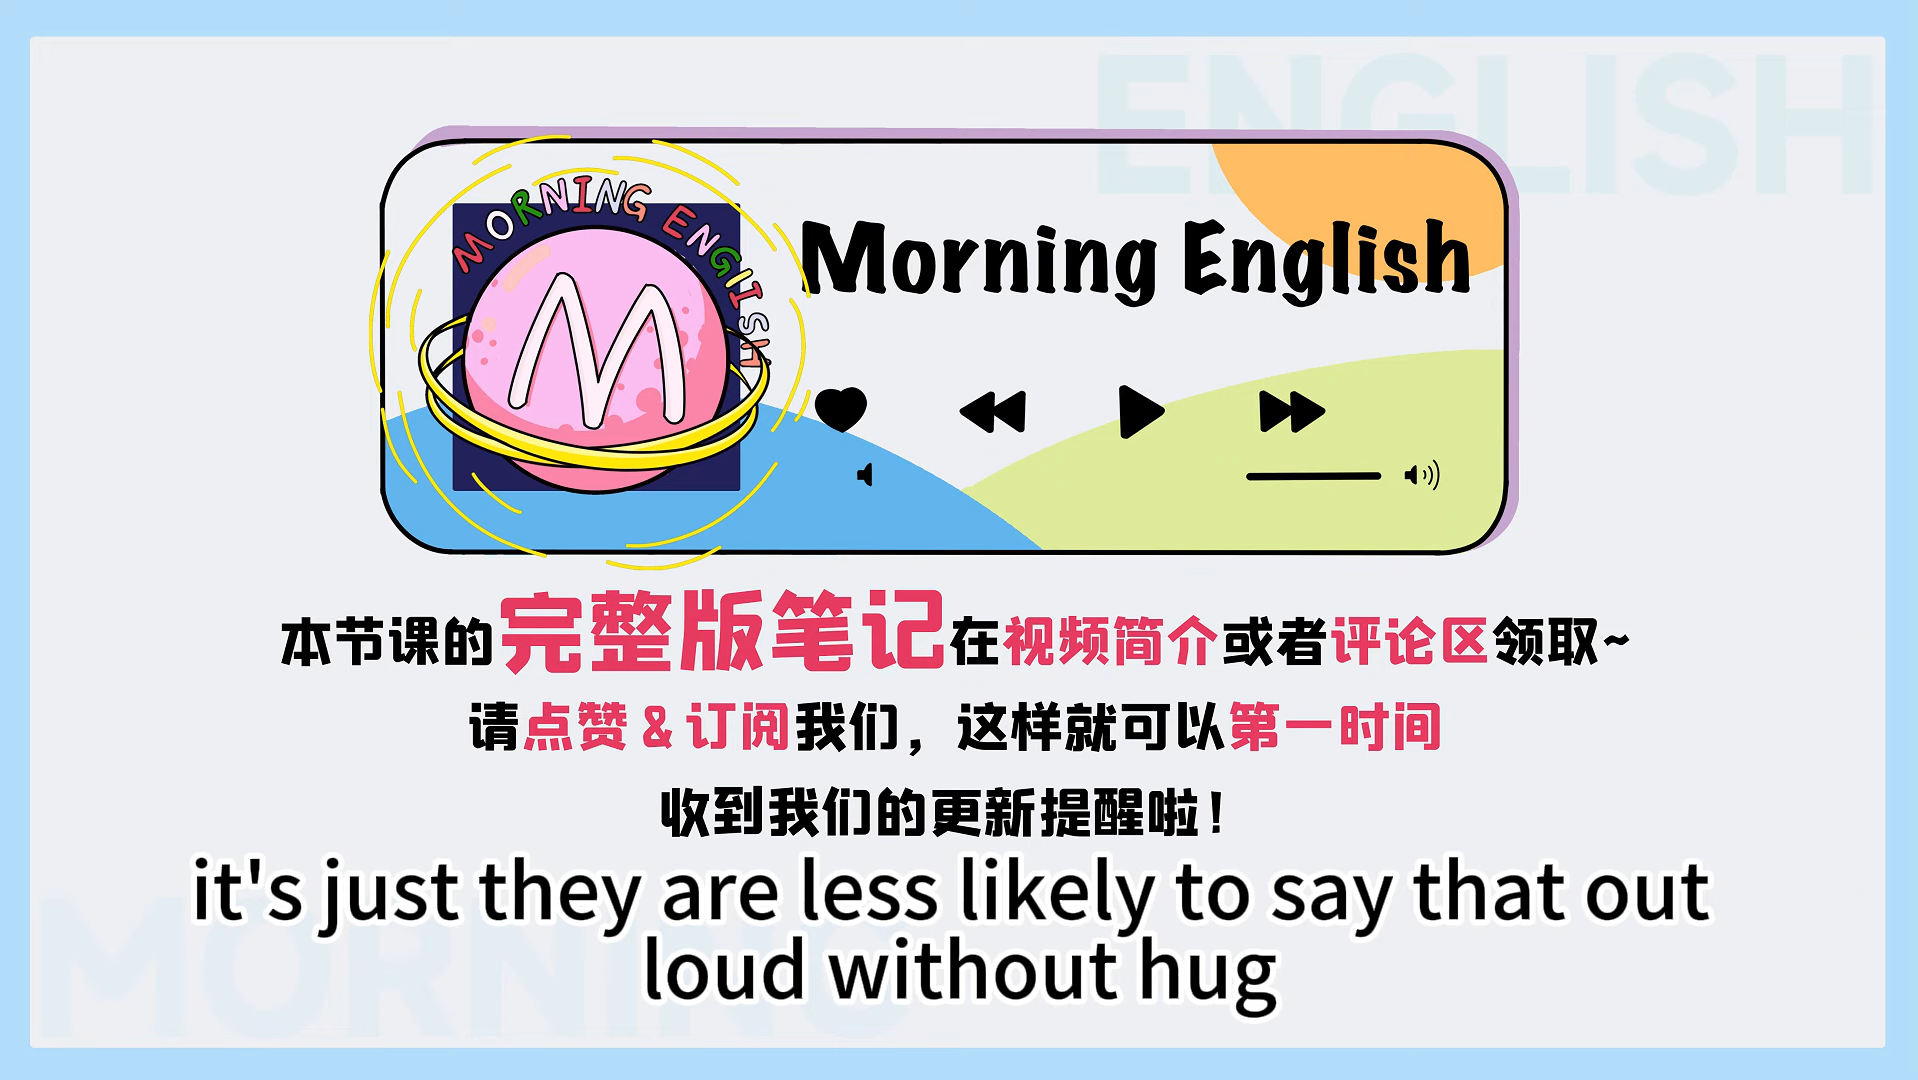 ENGLISH
MORNING ENGLISH
M
Morning English
本节课的完整版笔记在视频简介或者评论区领取~
请点赞&订阅我们，这样就可以第一时间
收到我们的更新提醒啦！
it's just they are less likely to say that out
loud without hug
MORNING